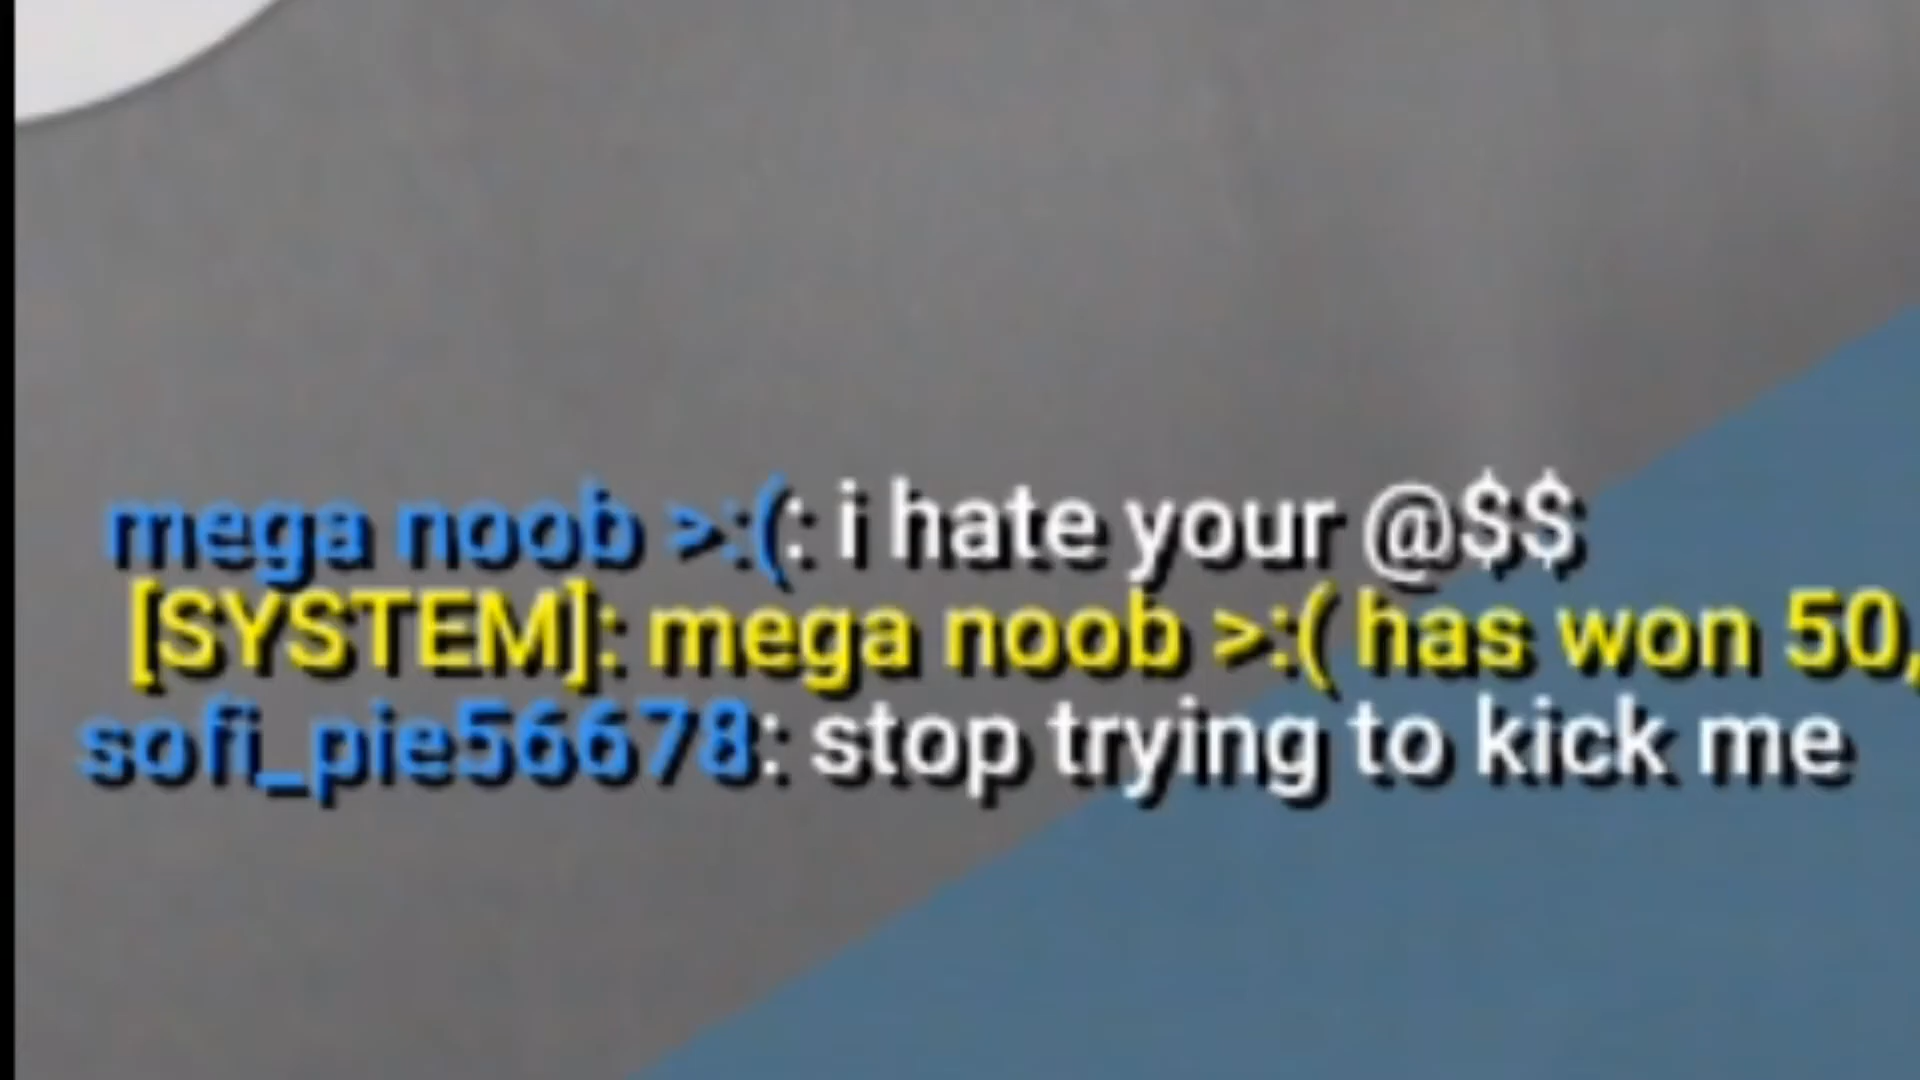 mega noob >:(: i hate your @$$
[SYSTEM]: mega noob >:( has won 50,
sofi_pie56678: stop trying to kick me